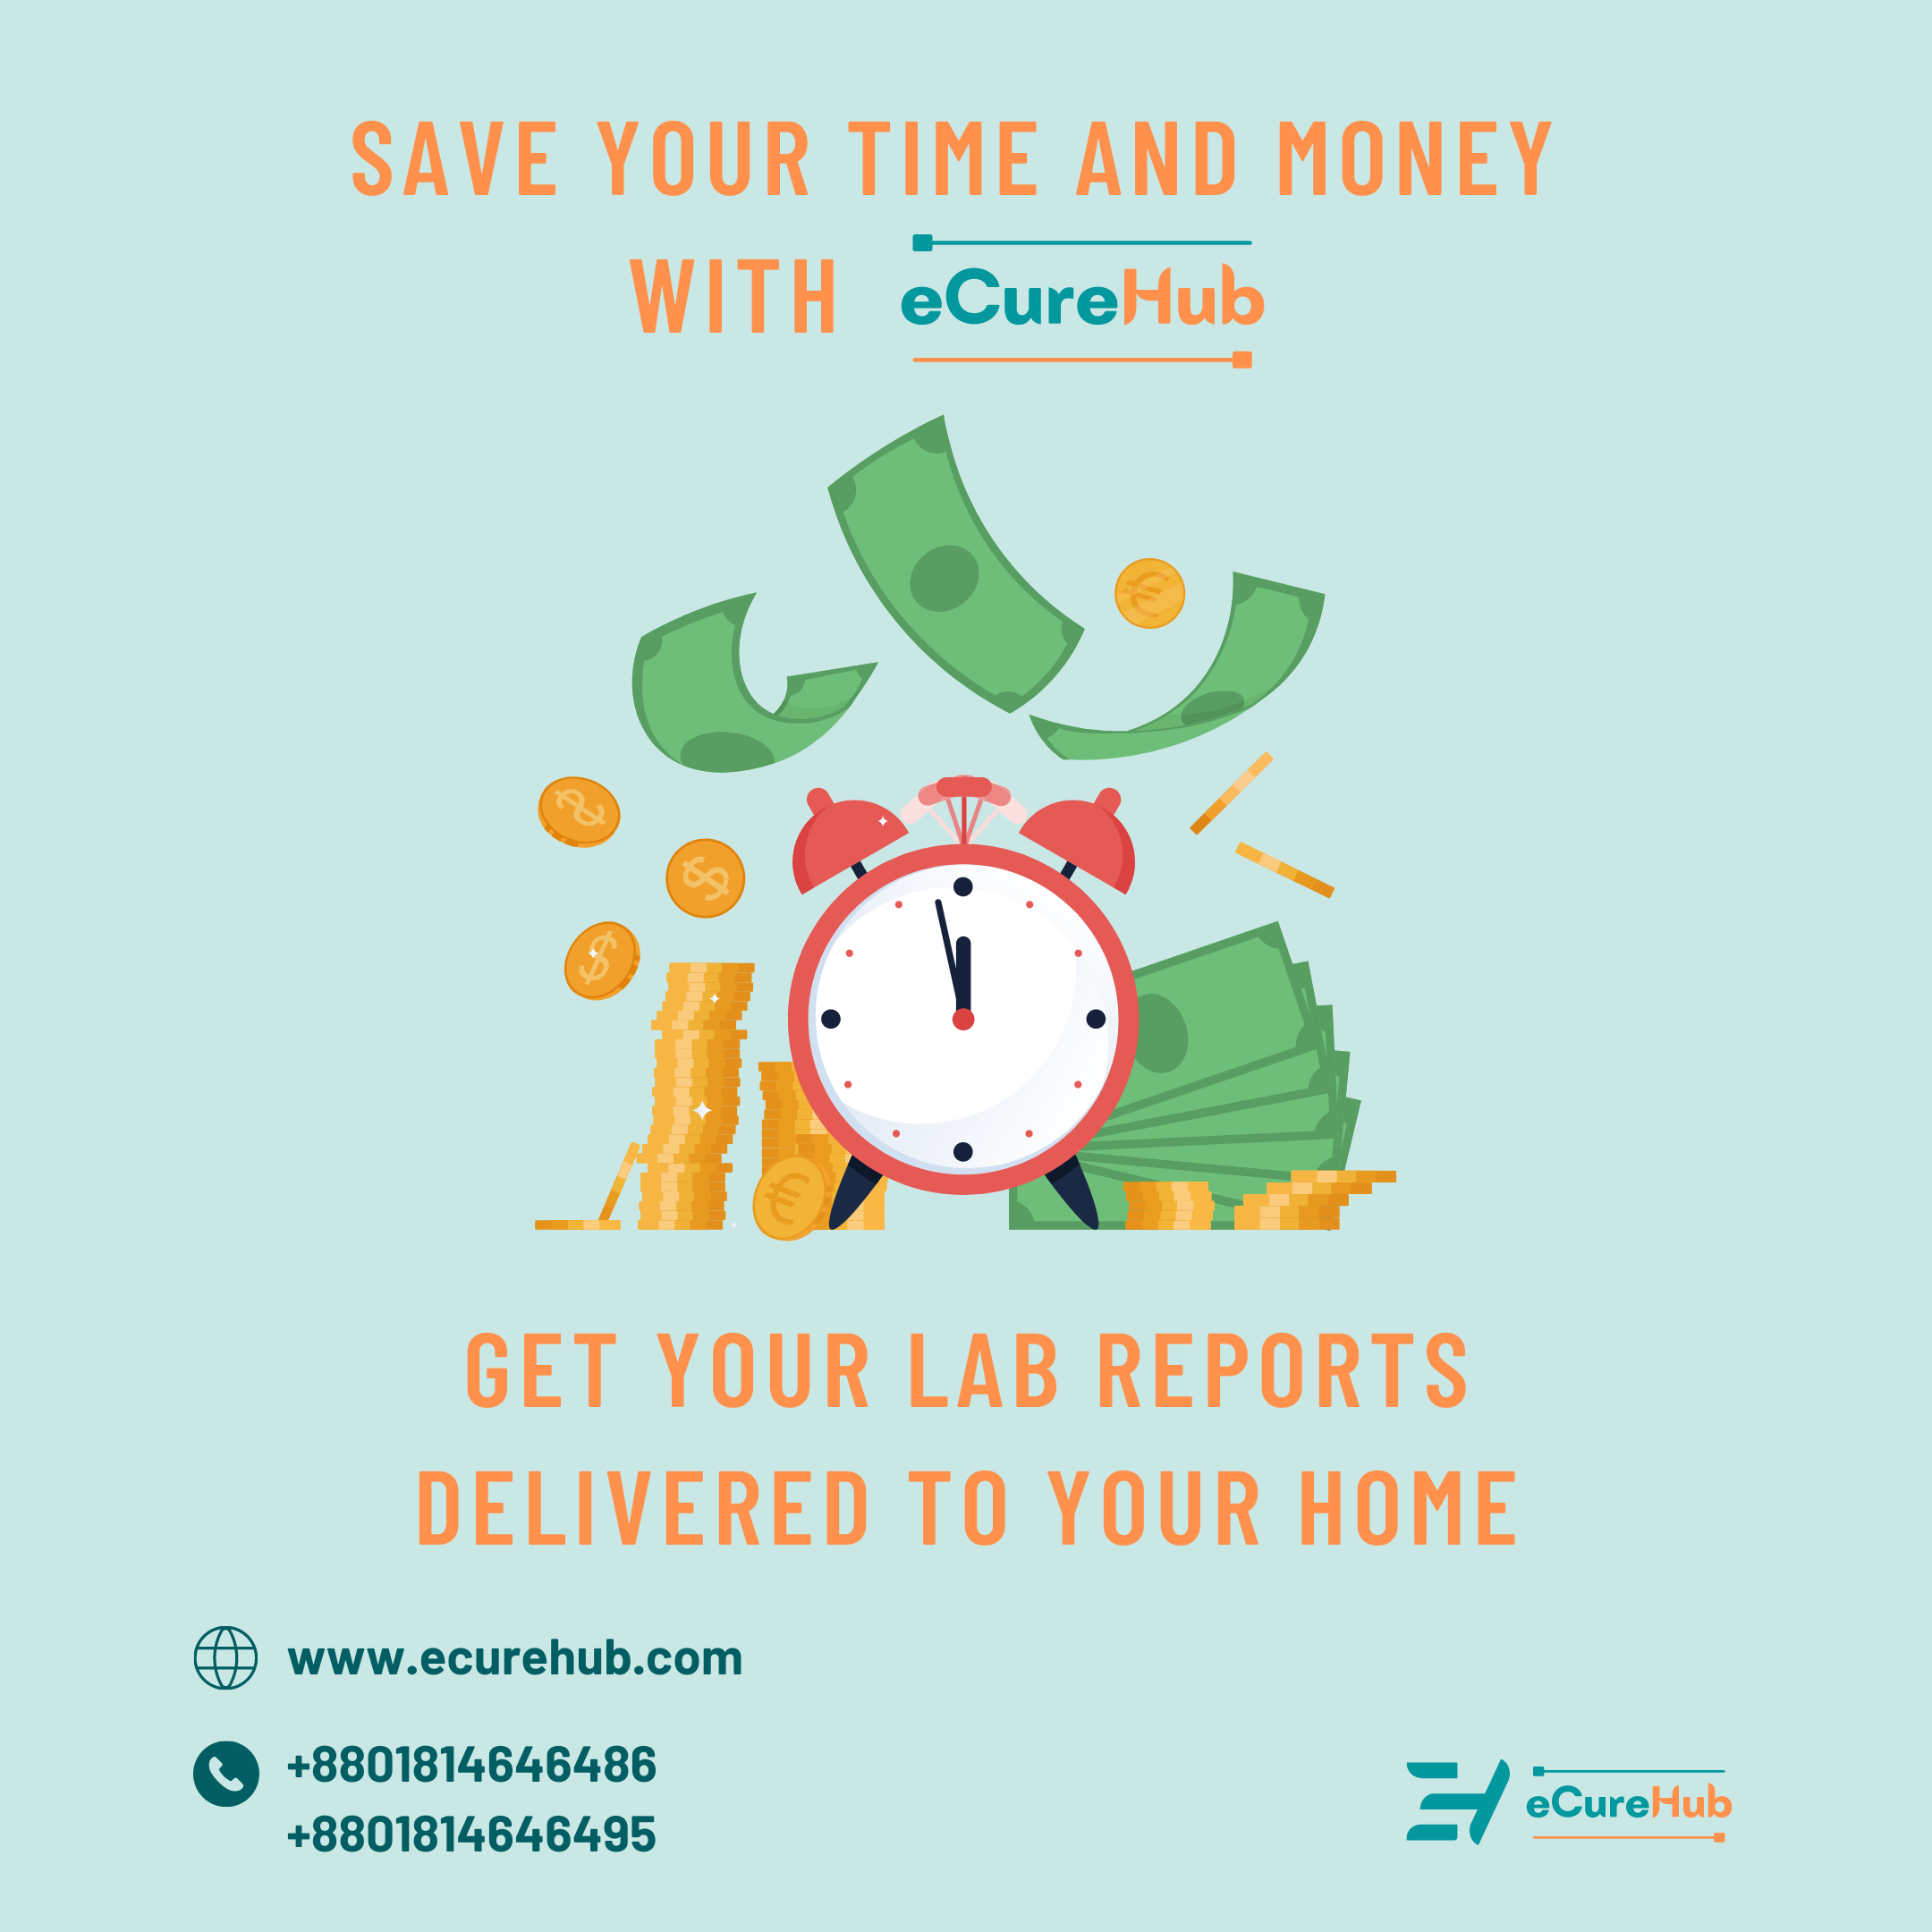 SAVE YOUR TIME AND MONEY
WITH eCureHub
GET YOUR LAB REPORTS
DELIVERED TO YOUR HOME
www.ecurehub.com
+8801814646486
+8801814646495
eCureHub